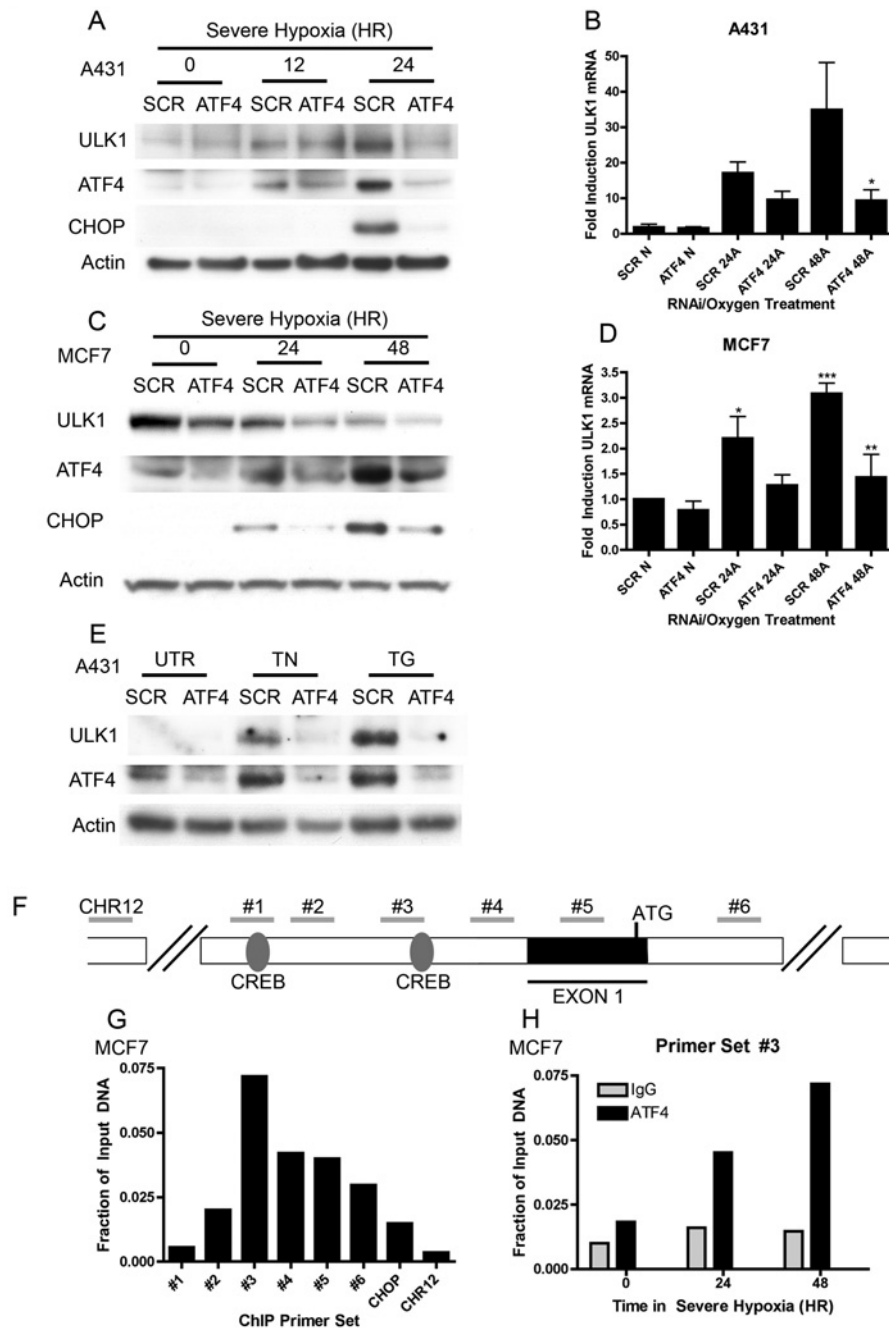 A
Severe Hypoxia (HR)
A431 0 12 24
SCR ATF4 SCR ATF4 SCR ATF4
ULK1
ATF4
CHOP
Actin
B
A431
Fold Induction ULK1 mRNA
50
40
30
20
10
0
*
SCR N
ATF4 N
SCR 24A
ATF4 24A
SCR 48A
ATF4 48A
RNAi/Oxygen Treatment
C
Severe Hypoxia (HR)
MCF7 0 24 48
SCR ATF4 SCR ATF4 SCR ATF4
ULK1
ATF4
CHOP
Actin
D
MCF7
Fold Induction ULK1 mRNA
3.5
3.0
2.5
2.0
1.5
1.0
0.5
0.0
* *** **
SCR N
ATF4 N
SCR 24A
ATF4 24A
SCR 48A
ATF4 48A
RNAi/Oxygen Treatment
E
A431 UTR TN TG
SCR ATF4 SCR ATF4 SCR ATF4
ULK1
ATF4
Actin
F
CHR12 #1 #2 #3 #4 #5 ATG #6
CREB CREB EXON 1
G
MCF7
Fraction of Input DNA
0.075
0.050
0.025
0.000
#1
#2
#3
#4
#5
#6
CHOP
CHR12
ChIP Primer Set
H
MCF7 Primer Set #3
Fraction of Input DNA
0.075
0.050
0.025
0.000
IgG
ATF4
0 24 48
Time in Severe Hypoxia (HR)